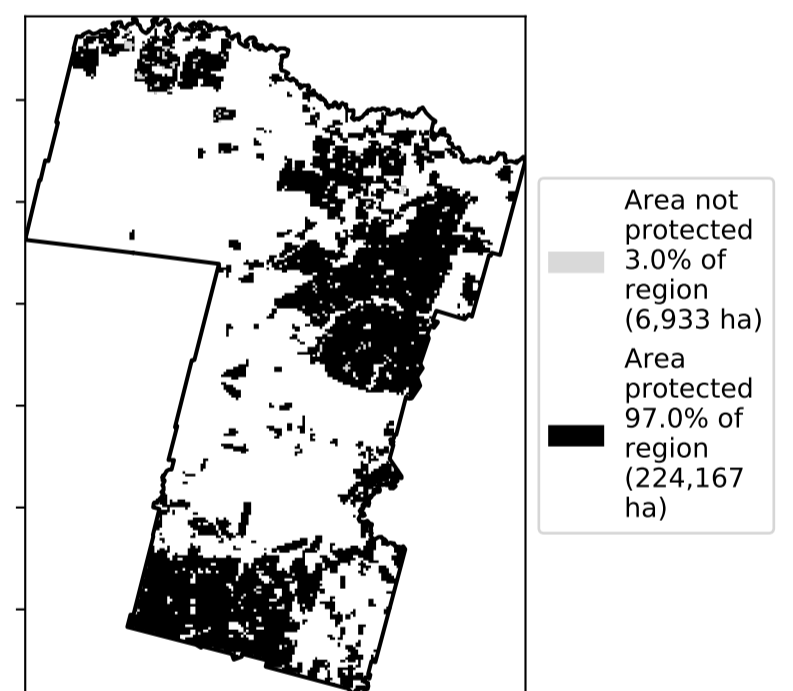 Area not
protected
3.0% of
region
(6,933 ha)
Area
protected
97.0% of
region
(224,167
ha)